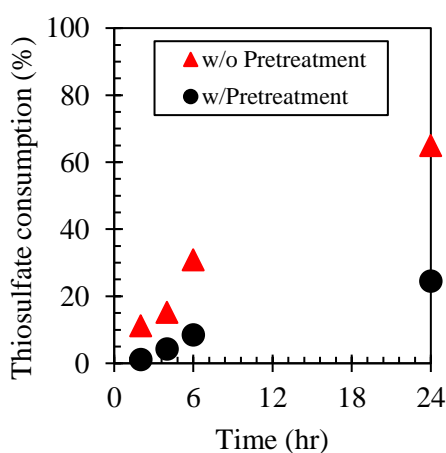 Thiosulfate consumption (%)
100
80
60
40
20
0
w/o Pretreatment
w/Pretreatment
0 6 12 18 24
Time (hr)